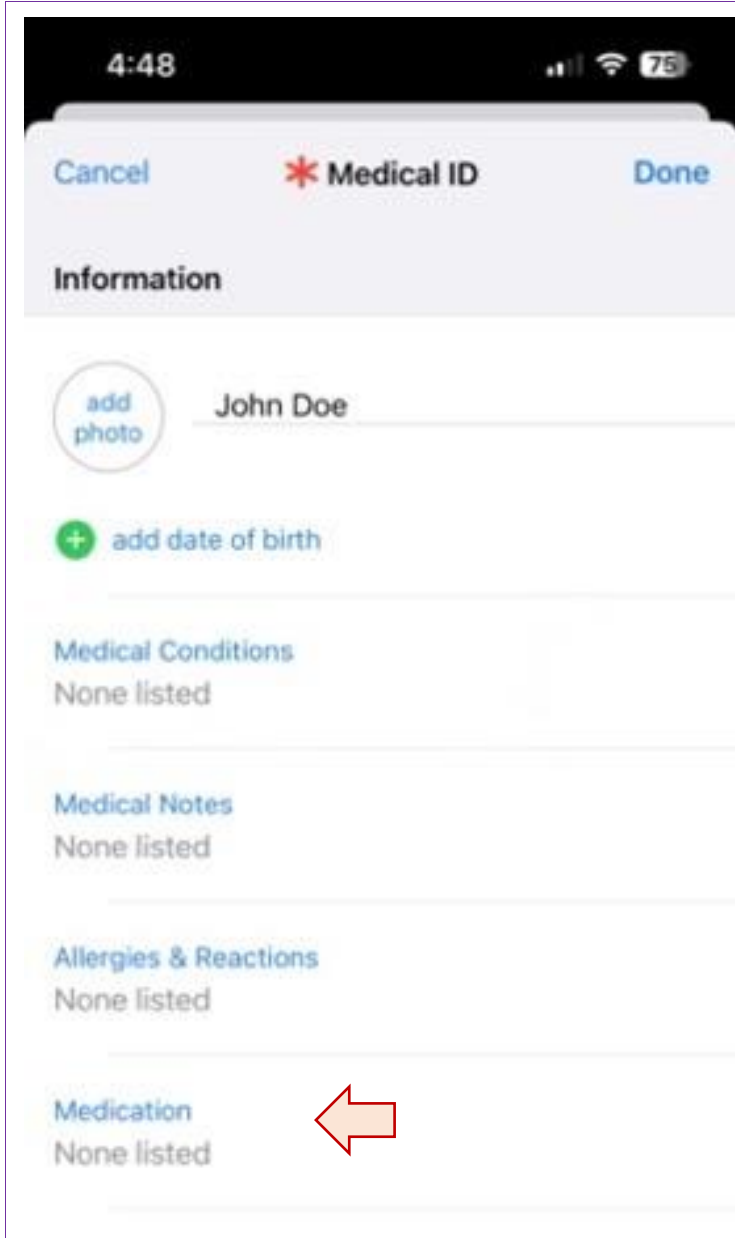 4:48
75
Cancel
Medical ID
Done
Information
add
photo
John Doe
add date of birth
Medical Conditions
None listed
Medical Notes
None listed
Allergies & Reactions
None listed
Medication
None listed